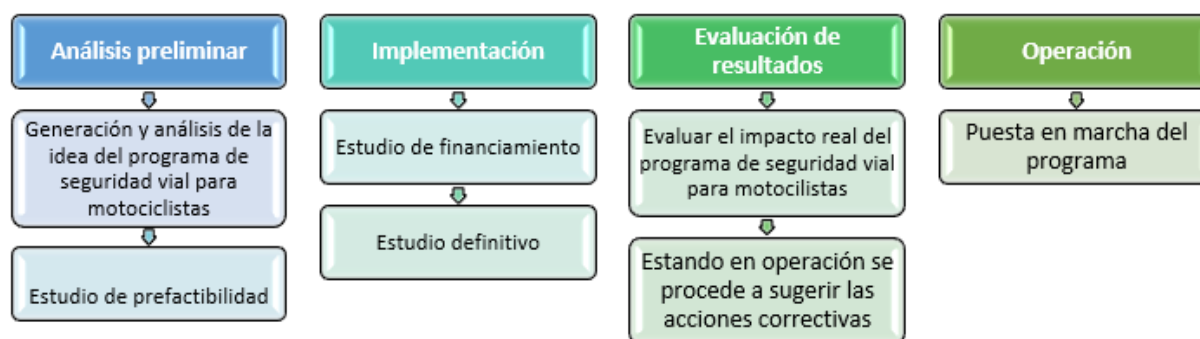 Análisis preliminar
Generación y análisis de la
idea del programa de
seguridad vial para
motociclistas
Estudio de prefactibilidad
Implementación
Estudio de financiamiento
Estudio definitivo
Evaluación de
resultados
Evaluar el impacto real del
programa de seguridad vial
para motocilistas
Estando en operación se
procede a sugerir las
acciones correctivas
Operación
Puesta en marcha del
programa